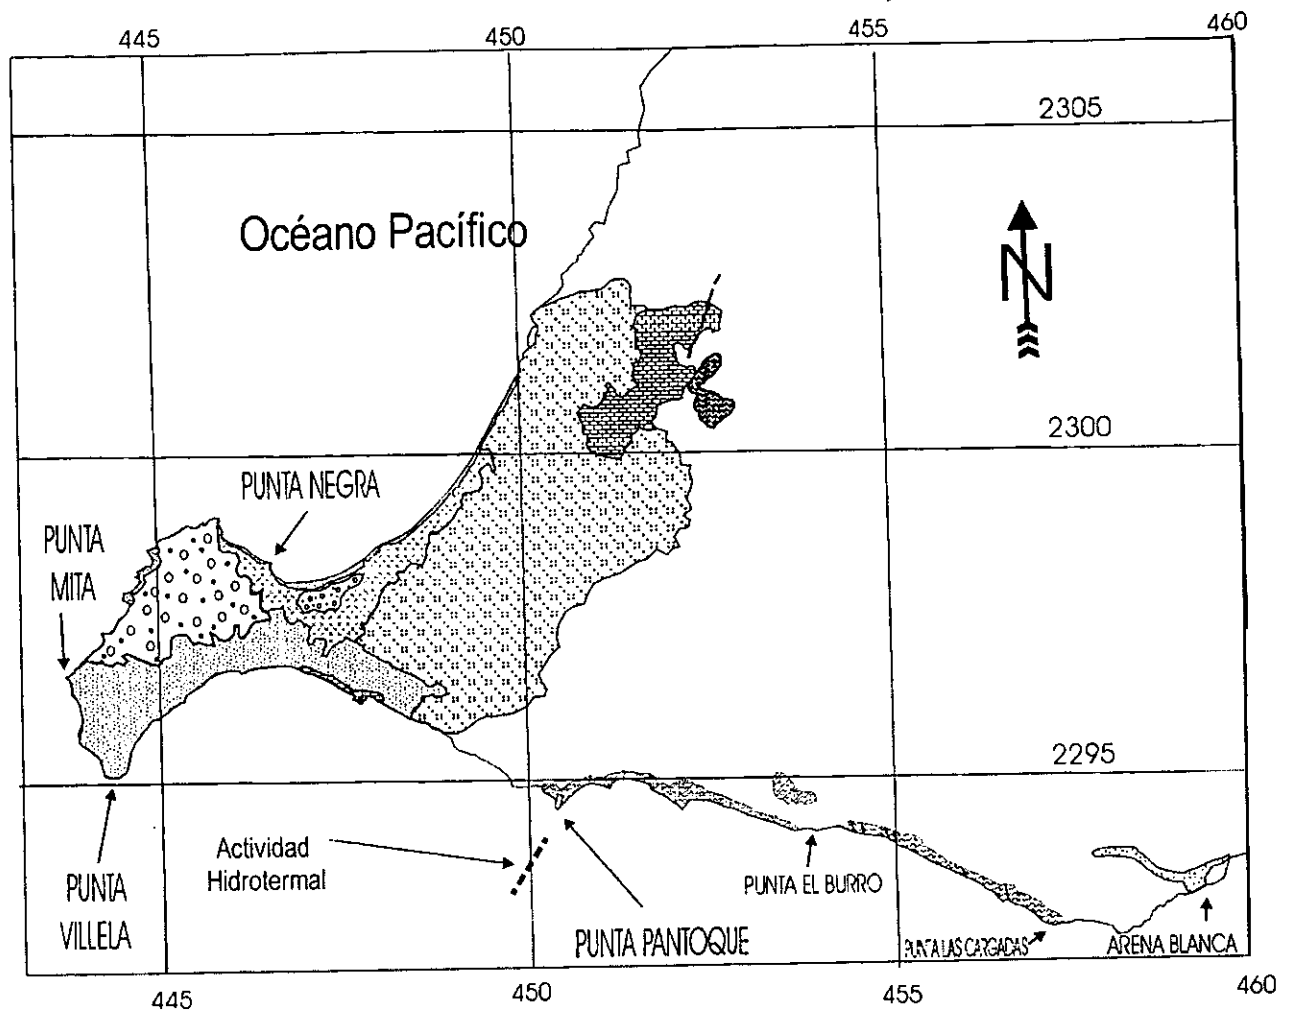 445 450 455 460
2305
Océano Pacífico
N
2300
PUNTA NEGRA
PUNTA
MITA
2295
Actividad
Hidrotermal
PUNTA EL BURRO
PUNTA
VILLELA
PUNTA PANTOQUE
PUNTA LAS CARGADAS
ARENA BLANCA
445 450 455 460